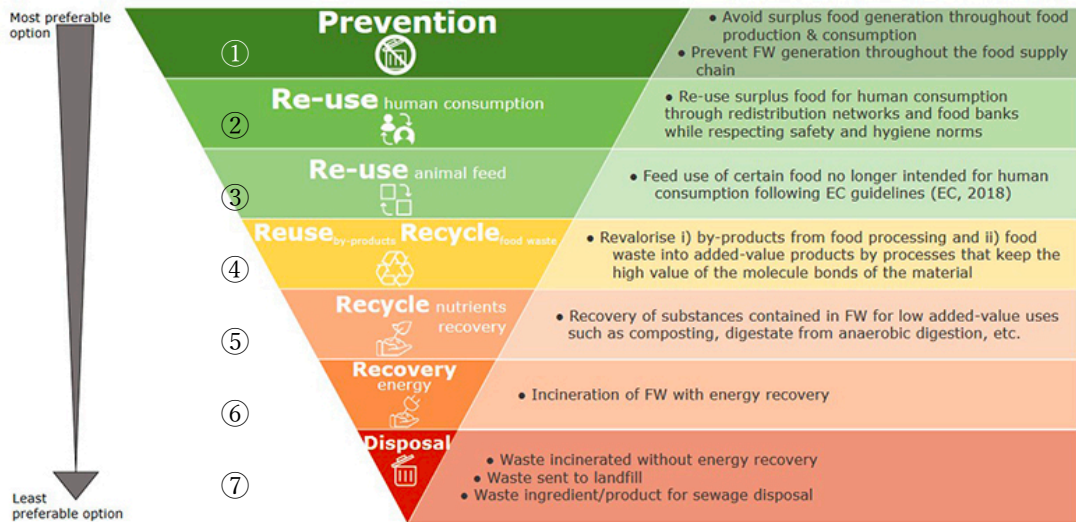 Most preferable
option
①
Prevention
● Avoid surplus food generation throughout food
production & consumption
● Prevent FW generation throughout the food supply
chain
②
Re-use human consumption
● Re-use surplus food for human consumption
through redistribution networks and food banks
while respecting safety and hygiene norms
③
Re-use animal feed
● Feed use of certain food no longer intended for human
consumption following EC guidelines (EC, 2018)
④
Reuse by-products Recycle food waste
● Revalorise i) by-products from food processing and ii) food
waste into added-value products by processes that keep the
high value of the molecule bonds of the material
⑤
Recycle nutrients
recovery
● Recovery of substances contained in FW for low added-value uses
such as composting, digestate from anaerobic digestion, etc.
⑥
Recovery
energy
● Incineration of FW with energy recovery
⑦
Disposal
● Waste incinerated without energy recovery
● Waste sent to landfill
● Waste ingredient/product for sewage disposal
Least
preferable option